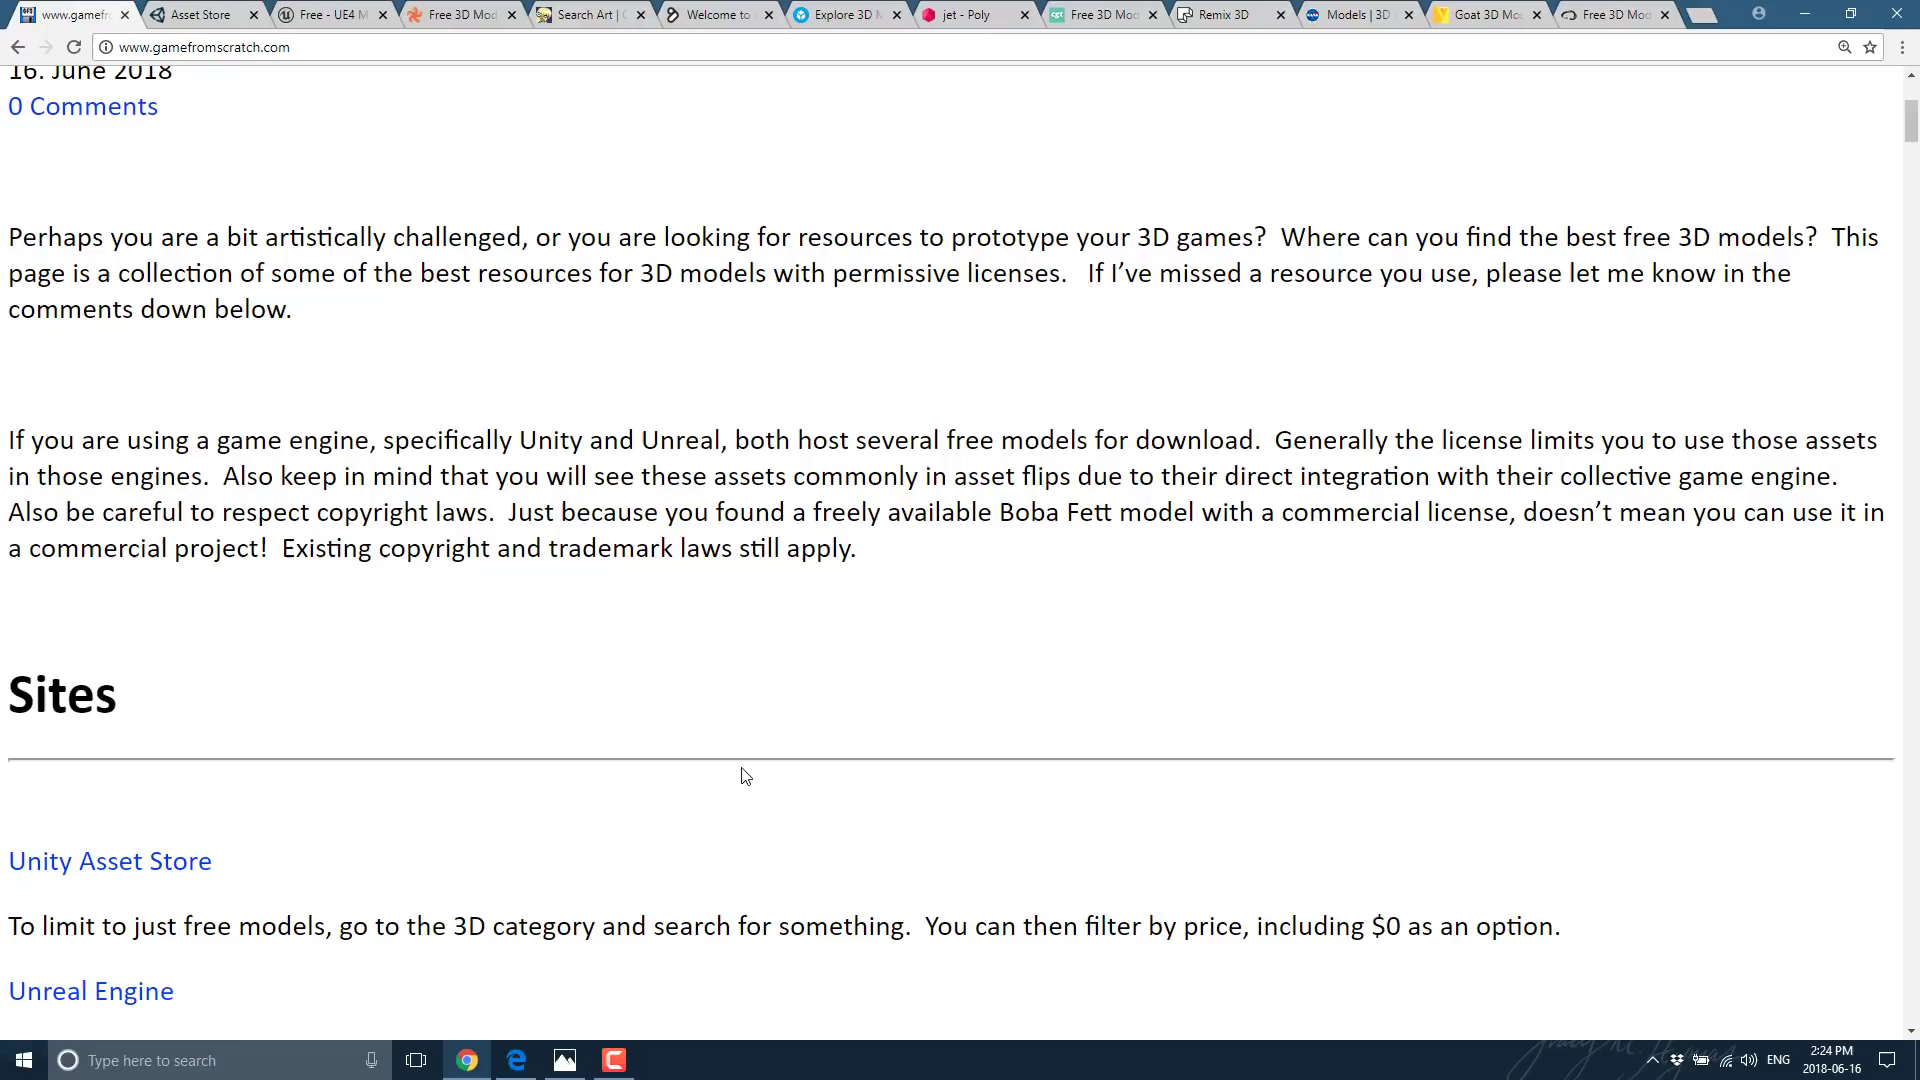 www.gamefr
Asset Store
Free - UE4 M
Free 3D Mod
Search Art | 
Welcome to
Explore 3D M
jet - Poly
Free 3D Mod
Remix 3D
Models | 3D
Goat 3D Mo
Free 3D Mod
www.gamefromscratch.com
16. June 2018
0 Comments
Perhaps you are a bit artistically challenged, or you are looking for resources to prototype your 3D games?  Where can you find the best free 3D models?  This
page is a collection of some of the best resources for 3D models with permissive licenses.   If I’ve missed a resource you use, please let me know in the
comments down below.
If you are using a game engine, specifically Unity and Unreal, both host several free models for download.  Generally the license limits you to use those assets
in those engines.  Also keep in mind that you will see these assets commonly in asset flips due to their direct integration with their collective game engine.
Also be careful to respect copyright laws.  Just because you found a freely available Boba Fett model with a commercial license, doesn’t mean you can use it in
a commercial project!  Existing copyright and trademark laws still apply.
Sites
Unity Asset Store
To limit to just free models, go to the 3D category and search for something.  You can then filter by price, including $0 as an option.
Unreal Engine
Type here to search
ENG
2:24 PM
2018-06-16